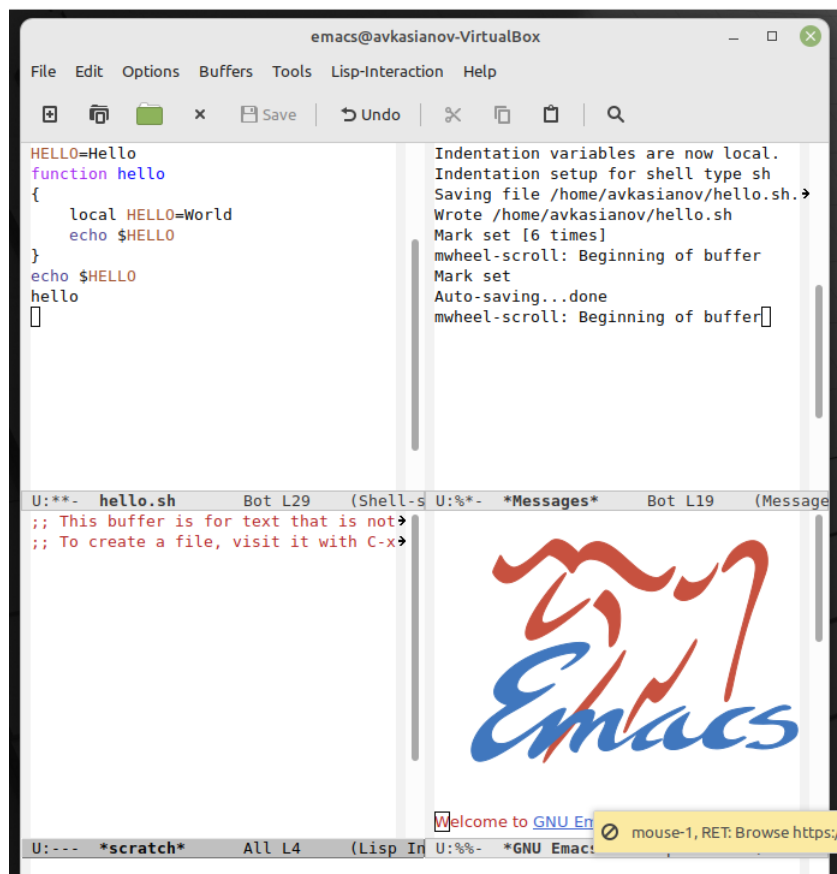 emacs@avkasianov-VirtualBox
File Edit Options Buffers Tools Lisp-Interaction Help
Save Undo
HELLO=Hello
function hello
{
    local HELLO=World
    echo $HELLO
}
echo $HELLO
hello
U:**-  hello.sh       Bot L29    (Shell-s
Indentation variables are now local.
Indentation setup for shell type sh
Saving file /home/avkasianov/hello.sh.
Wrote /home/avkasianov/hello.sh
Mark set [6 times]
mwheel-scroll: Beginning of buffer
Mark set
Auto-saving...done
mwheel-scroll: Beginning of buffer
U:%*-  *Messages*     Bot L19    (Message
;; This buffer is for text that is not
;; To create a file, visit it with C-x
U:---  *scratch*      All L4     (Lisp In
Emacs
Welcome to GNU Em
mouse-1, RET: Browse https:/
U:%%-  *GNU Emacs